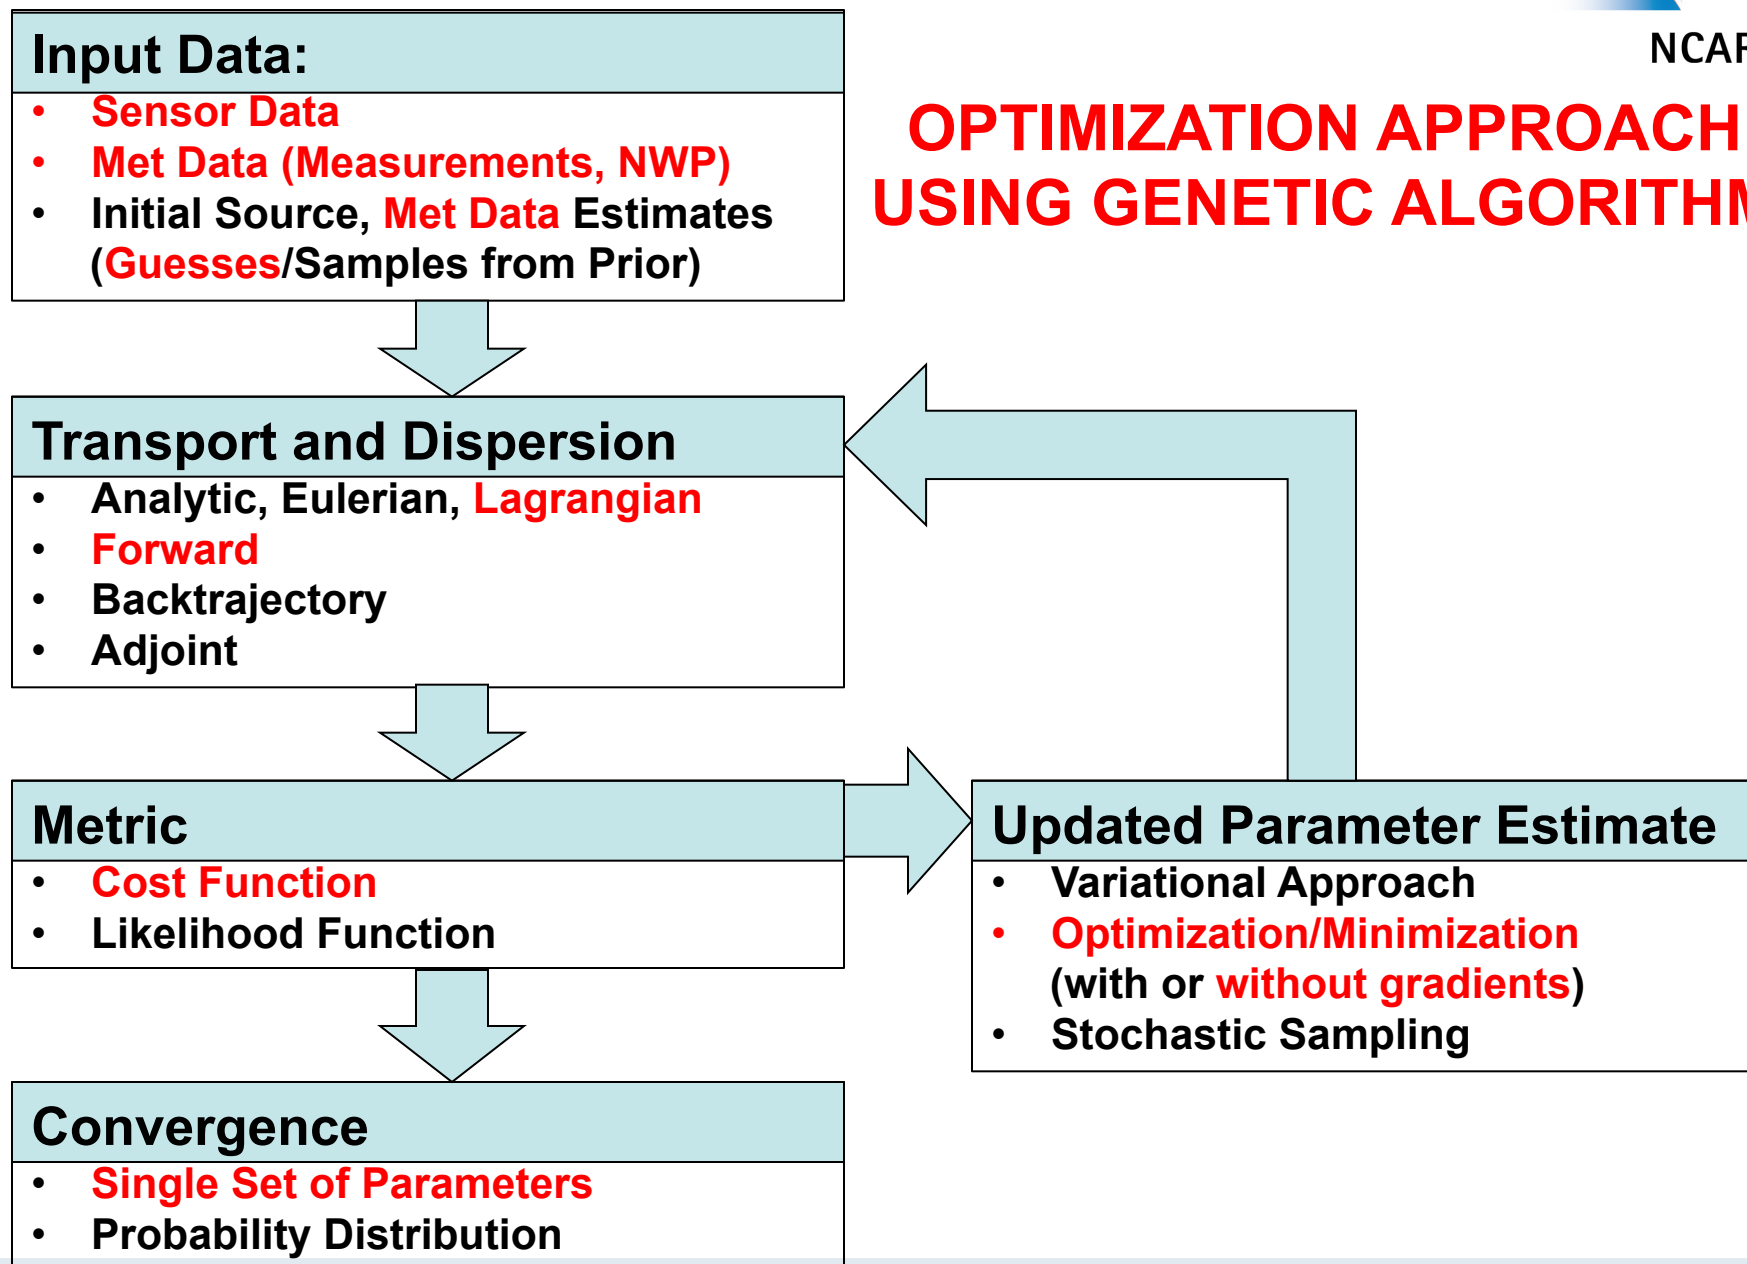 Input Data:
• Sensor Data
• Met Data (Measurements, NWP)
• Initial Source, Met Data Estimates
(Guesses/Samples from Prior)
NCAR
OPTIMIZATION APPROACH
USING GENETIC ALGORITHM
Transport and Dispersion
• Analytic, Eulerian, Lagrangian
• Forward
• Backtrajectory
• Adjoint
Metric
• Cost Function
• Likelihood Function
Updated Parameter Estimate
• Variational Approach
• Optimization/Minimization
(with or without gradients)
• Stochastic Sampling
Convergence
• Single Set of Parameters
• Probability Distribution